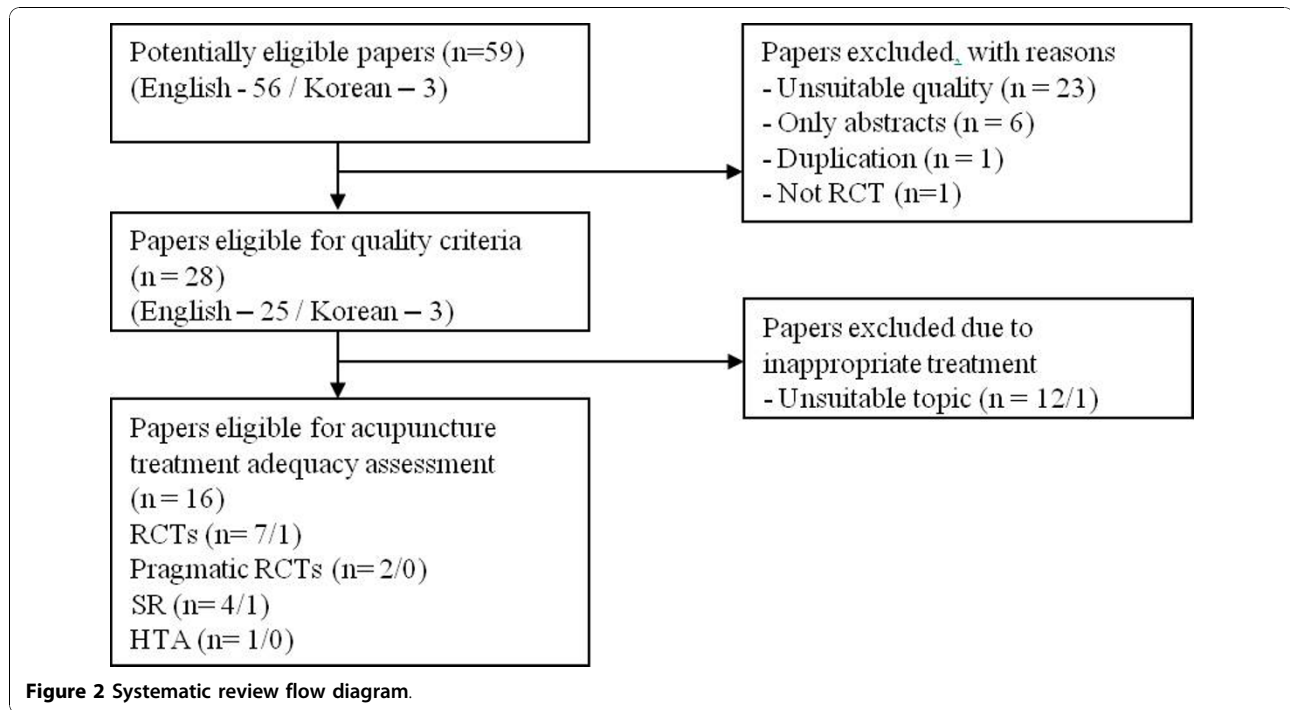 Potentially eligible papers (n=59)
(English - 56 / Korean – 3)
Papers excluded, with reasons
- Unsuitable quality (n = 23)
- Only abstracts (n = 6)
- Duplication (n = 1)
- Not RCT (n=1)
Papers eligible for quality criteria
(n = 28)
(English – 25 / Korean – 3)
Papers excluded due to
inappropriate treatment
- Unsuitable topic (n = 12/1)
Papers eligible for acupuncture
treatment adequacy assessment
(n = 16)
RCTs (n= 7/1)
Pragmatic RCTs (n= 2/0)
SR (n= 4/1)
HTA (n= 1/0)
Figure 2 Systematic review flow diagram.